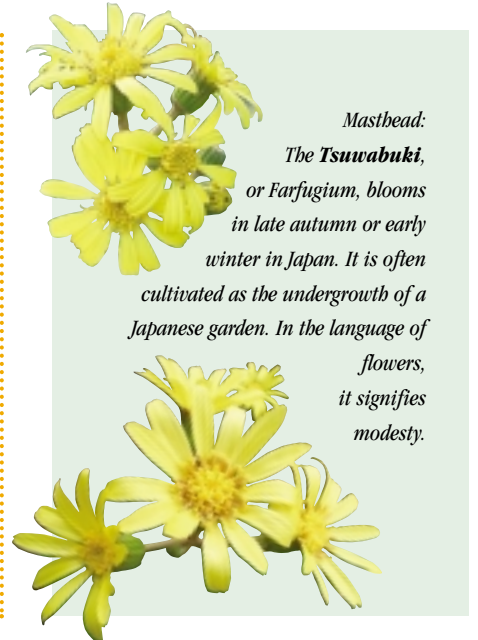 Masthead:
The Tsuwabuki,
or Farfugium, blooms
in late autumn or early
winter in Japan. It is often
cultivated as the undergrowth of a
Japanese garden. In the language of
flowers,
it signifies
modesty.